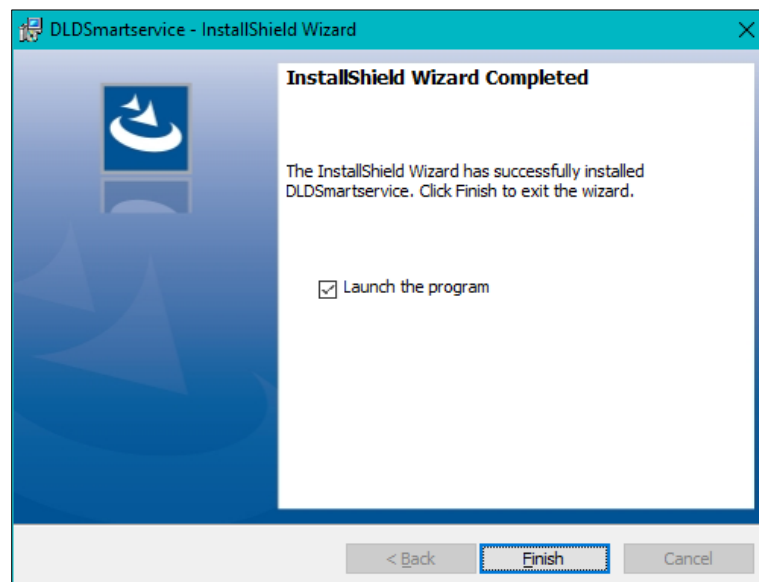 DLDSmartservice - InstallShield Wizard
InstallShield Wizard Completed
The InstallShield Wizard has successfully installed
DLDSmartservice. Click Finish to exit the wizard.
Launch the program
< Back
Finish
Cancel